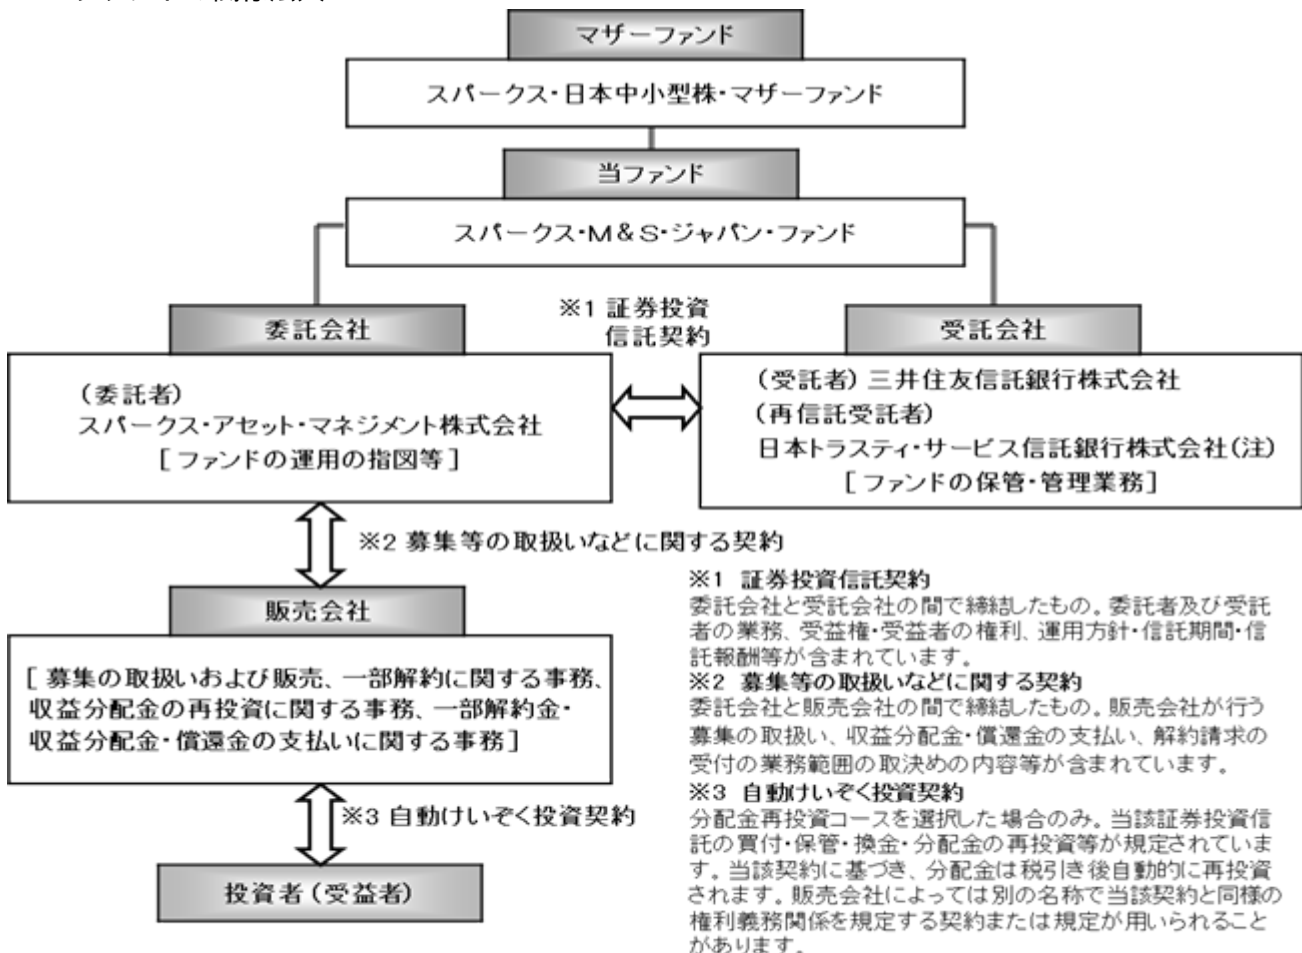 マザーファンド
スパークス・日本中小型株・マザーファンド
当ファンド
スパークス・M&S・ジャパン・ファンド
委託会社
(委託者)
スパークス・アセット・マネジメント株式会社
[ファンドの運用の指図等]
※1 証券投資
信託契約
受託会社
(受託者) 三井住友信託銀行株式会社
(再信託受託者)
日本トラスティ・サービス信託銀行株式会社(注)
[ファンドの保管・管理業務]
※2 募集等の取扱いなどに関する契約
販売会社
[ 募集の取扱いおよび販売、一部解約に関する事務、
収益分配金の再投資に関する事務、一部解約金・
収益分配金・償還金の支払いに関する事務]
※3 自動けいぞく投資契約
投資者(受益者)
※1 証券投資信託契約
委託会社と受託会社の間で締結したもの。委託者及び受託
者の業務、受益権・受益者の権利、運用方針・信託期間・信
託報酬等が含まれています。
※2 募集等の取扱いなどに関する契約
委託会社と販売会社の間で締結したもの。販売会社が行う
募集の取扱い、収益分配金・償還金の支払い、解約請求の
受付の業務範囲の取決めの内容等が含まれています。
※3 自動けいぞく投資契約
分配金再投資コースを選択した場合のみ。当該証券投資信
託の買付・保管・換金・分配金の再投資等が規定されていま
す。当該契約に基づき、分配金は税引き後自動的に再投資
されます。販売会社によっては別の名称で当該契約と同様の
権利義務関係を規定する契約または規定が用いられること
があります。